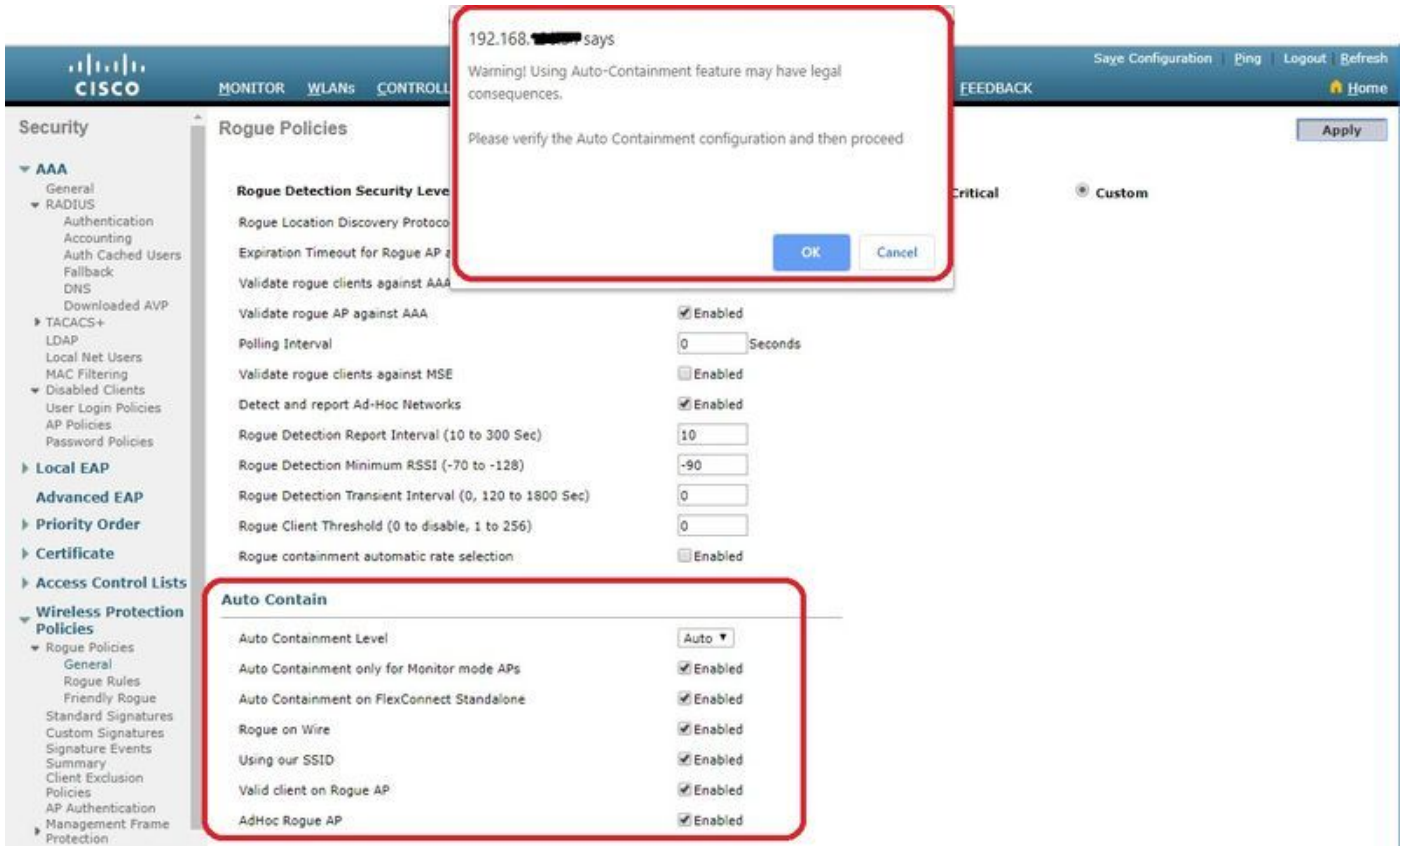 192.168. says
Warning! Using Auto-Containment feature may have legal
consequences.
Please verify the Auto Containment configuration and then proceed
OK
Cancel
CISCO
MONITOR WLANs CONTROLL FEEDBACK
Save Configuration Ping Logout Refresh
Home
Security
AAA
General
RADIUS
Authentication
Accounting
Auth Cached Users
Fallback
DNS
Downloaded AVP
TACACS+
LDAP
Local Net Users
MAC Filtering
Disabled Clients
User Login Policies
AP Policies
Password Policies
Local EAP
Advanced EAP
Priority Order
Certificate
Access Control Lists
Wireless Protection
Policies
Rogue Policies
General
Rogue Rules
Friendly Rogue
Standard Signatures
Custom Signatures
Signature Events
Summary
Client Exclusion
Policies
AP Authentication
Management Frame
Protection
Rogue Policies
Apply
Rogue Detection Security Leve Critical Custom
Rogue Location Discovery Protoco
Expiration Timeout for Rogue AP a
Validate rogue clients against AAA
Validate rogue AP against AAA Enabled
Polling Interval 0 Seconds
Validate rogue clients against MSE Enabled
Detect and report Ad-Hoc Networks Enabled
Rogue Detection Report Interval (10 to 300 Sec) 10
Rogue Detection Minimum RSSI (-70 to -128) -90
Rogue Detection Transient Interval (0, 120 to 1800 Sec) 0
Rogue Client Threshold (0 to disable, 1 to 256) 0
Rogue containment automatic rate selection Enabled
Auto Contain
Auto Containment Level Auto
Auto Containment only for Monitor mode APs Enabled
Auto Containment on FlexConnect Standalone Enabled
Rogue on Wire Enabled
Using our SSID Enabled
Valid client on Rogue AP Enabled
AdHoc Rogue AP Enabled